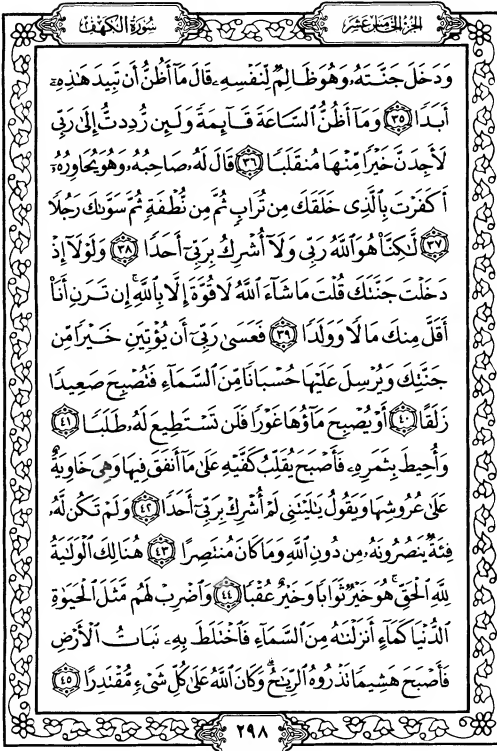 الجزء الخامس عشر
سورة الكهف
وَدَخَلَ جَنَّتَهُۥ وَهُوَ ظَالِمٌ لِّنَفْسِهِۦ قَالَ مَآ أَظُنُّ أَن تَبِيدَ هَٰذِهِۦٓ
أَبَدًا ٣٥ وَمَآ أَظُنُّ ٱلسَّاعَةَ قَآئِمَةً وَلَئِن رُّدِدتُّ إِلَىٰ رَبِّى
لَأَجِدَنَّ خَيْرًا مِّنْهَا مُنقَلَبًا ٣٦ قَالَ لَهُۥ صَاحِبُهُۥ وَهُوَ يُحَاوِرُهُۥٓ
أَكَفَرْتَ بِٱلَّذِى خَلَقَكَ مِن تُرَابٍ ثُمَّ مِن نُّطْفَةٍ ثُمَّ سَوَّىٰكَ رَجُلًا
٣٧ لَّٰكِنَّا۠ هُوَ ٱللَّهُ رَبِّى وَلَآ أُشْرِكُ بِرَبِّىٓ أَحَدًا ٣٨ وَلَوْلَآ إِذْ
دَخَلْتَ جَنَّتَكَ قُلْتَ مَا شَآءَ ٱللَّهُ لَا قُوَّةَ إِلَّا بِٱللَّهِ ۚ إِن تَرَنِ أَنَا۠
أَقَلَّ مِنكَ مَالًا وَوَلَدًا ٣٩ فَعَسَىٰ رَبِّىٓ أَن يُؤْتِيَنِ خَيْرًا مِّن
جَنَّتِكَ وَيُرْسِلَ عَلَيْهَا حُسْبَانًا مِّنَ ٱلسَّمَآءِ فَتُصْبِحَ صَعِيدًا
زَلَقًا ٤٠ أَوْ يُصْبِحَ مَآؤُهَا غَوْرًا فَلَن تَسْتَطِيعَ لَهُۥ طَلَبًا ٤١
وَأُحِيطَ بِثَمَرِهِۦ فَأَصْبَحَ يُقَلِّبُ كَفَّيْهِ عَلَىٰ مَآ أَنفَقَ فِيهَا وَهِىَ خَاوِيَةٌ
عَلَىٰ عُرُوشِهَا وَيَقُولُ يَٰلَيْتَنِى لَمْ أُشْرِكْ بِرَبِّىٓ أَحَدًا ٤٢ وَلَمْ تَكُن لَّهُۥ
فِئَةٌ يَنصُرُونَهُۥ مِن دُونِ ٱللَّهِ وَمَا كَانَ مُنتَصِرًا ٤٣ هُنَالِكَ ٱلْوَلَٰيَةُ
لِلَّهِ ٱلْحَقِّ ۚ هُوَ خَيْرٌ ثَوَابًا وَخَيْرٌ عُقْبًا ٤٤ وَٱضْرِبْ لَهُم مَّثَلَ ٱلْحَيَوٰةِ
ٱلدُّنْيَا كَمَآءٍ أَنزَلْنَٰهُ مِنَ ٱلسَّمَآءِ فَٱخْتَلَطَ بِهِۦ نَبَاتُ ٱلْأَرْضِ
فَأَصْبَحَ هَشِيمًا تَذْرُوهُ ٱلرِّيَٰحُ ۗ وَكَانَ ٱللَّهُ عَلَىٰ كُلِّ شَىْءٍ مُّقْتَدِرًا ٤٥
٢٩٨